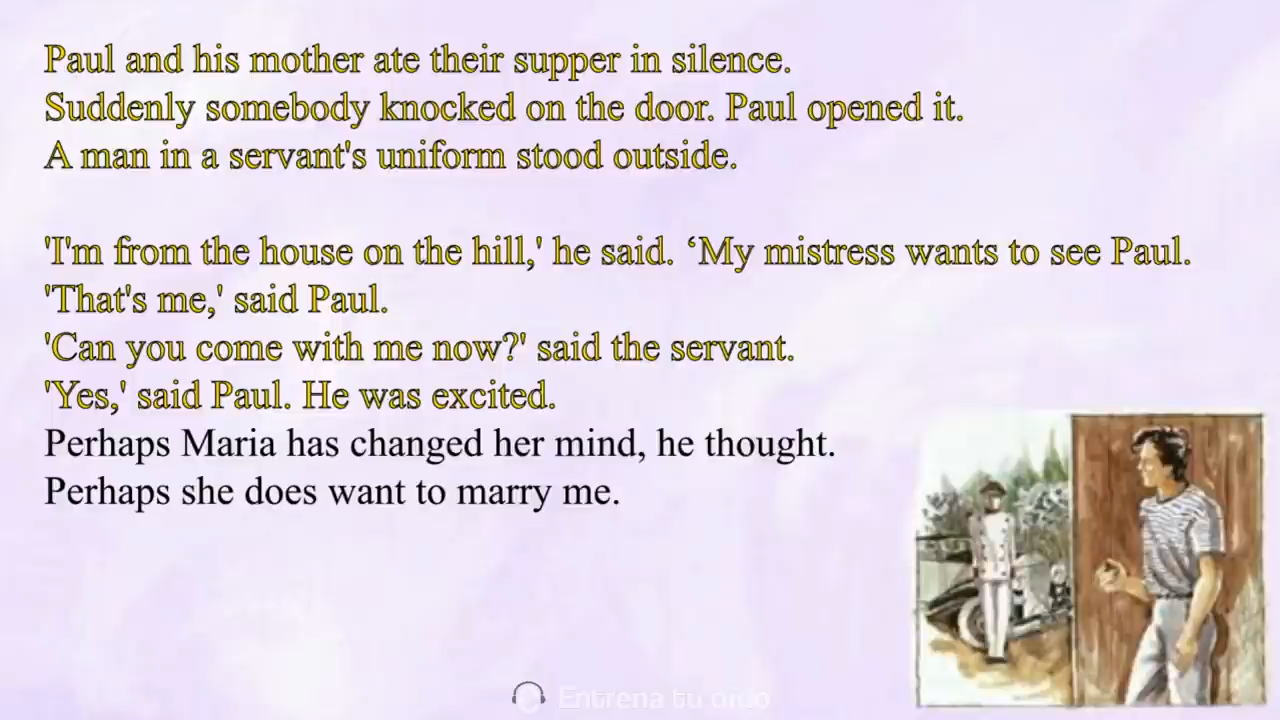 Paul and his mother ate their supper in silence.
Suddenly somebody knocked on the door. Paul opened it.
A man in a servant's uniform stood outside.
'I'm from the house on the hill,' he said. ‘My mistress wants to see Paul.
'That's me,' said Paul.
'Can you come with me now?' said the servant.
'Yes,' said Paul. He was excited.
Perhaps Maria has changed her mind, he thought.
Perhaps she does want to marry me.
Entrena tu oído